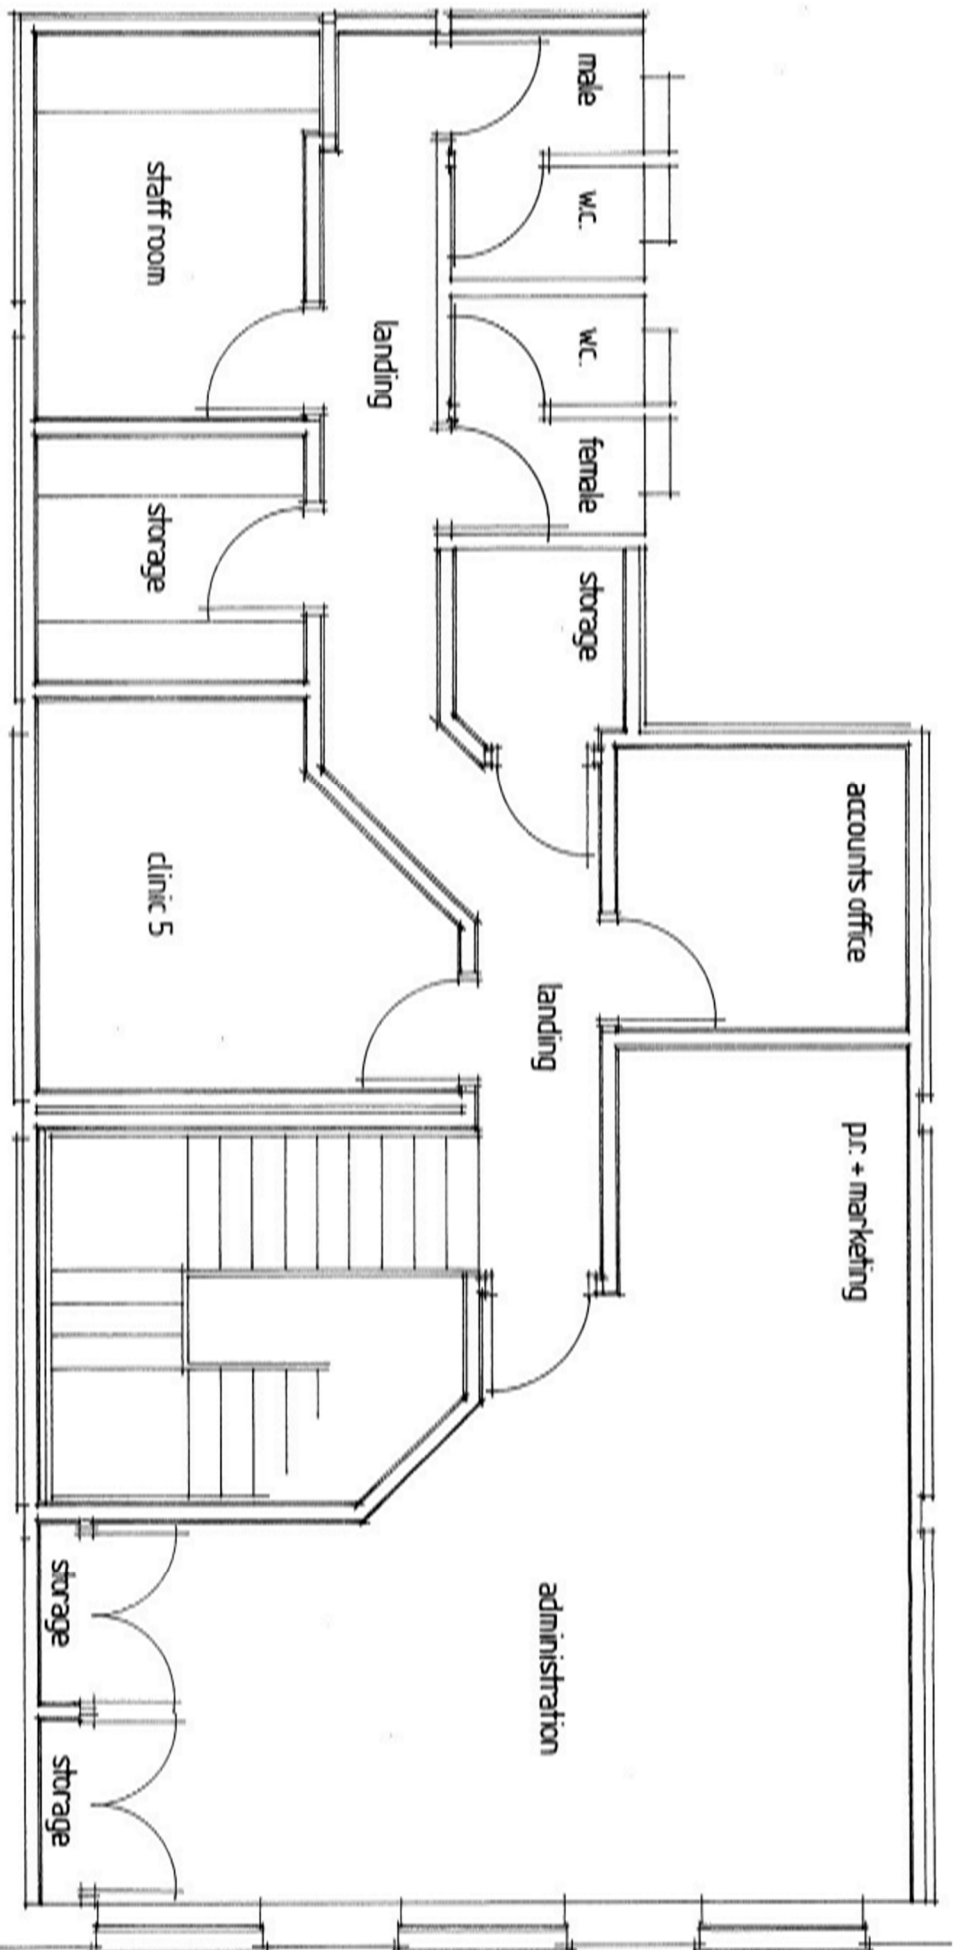 male
w.c.
w.c.
female
storage
accounts office
p.r. + marketing
staff room
landing
storage
clinic 5
landing
administration
storage
storage